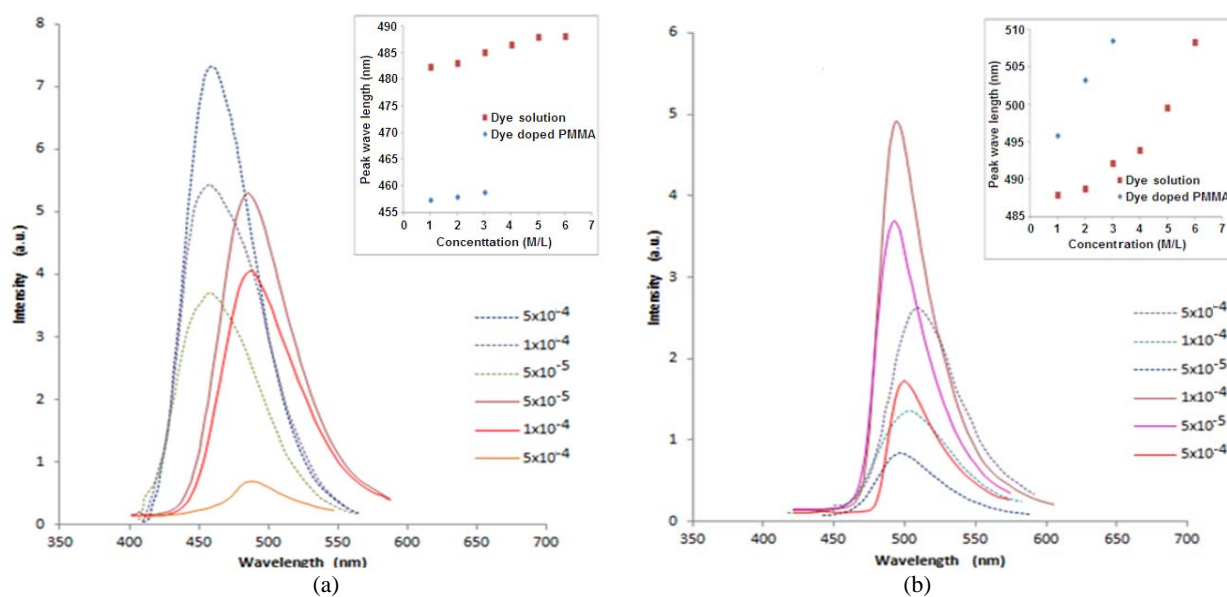 8
7
6
5
4
3
2
1
0
Intensity (a.u.)
350 400 450 500 550 600 650 700
Wavelength (nm)
490
485
480
475
470
465
460
455
Peak wave length (nm)
0 1 2 3 4 5 6 7
Concenttation (M/L)
Dye solution
Dye doped PMMA
5x10⁻⁴
1x10⁻⁴
5x10⁻⁵
5x10⁻⁵
1x10⁻⁴
5x10⁻⁴
(a)
6
5
4
3
2
1
0
Intensity (a.u.)
350 400 450 500 550 600 650 700
Wavelength (nm)
510
505
500
495
490
485
Peak wave length (nm)
0 1 2 3 4 5 6 7
Concentration (M/L)
Dye solution
Dye doped PMMA
5x10⁻⁴
1x10⁻⁴
5x10⁻⁵
1x10⁻⁴
5x10⁻⁵
5x10⁻⁴
(b)